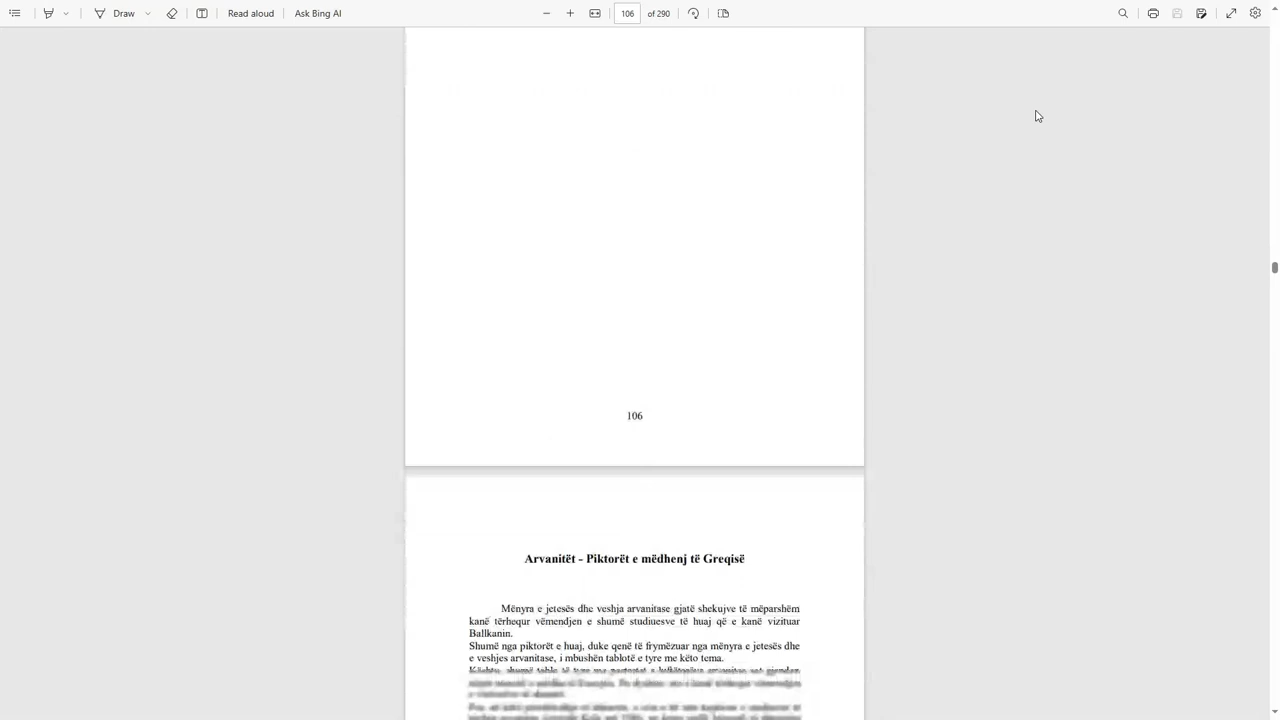 Draw
Read aloud
Ask Bing AI
106
of 290
106
Arvanitët - Piktorët e mëdhenj të Greqisë
Mënyra e jetesës dhe veshja arvanitase gjatë shekujve të mëparshëm
kanë tërhequr vëmendjen e shumë studiuesve të huaj që e kanë vizituar
Ballkanin.
Shumë nga piktorët e huaj, duke qenë të frymëzuar nga mënyra e jetesës dhe
e veshjes arvanitase, i mbushën tablotë e tyre me këto tema.